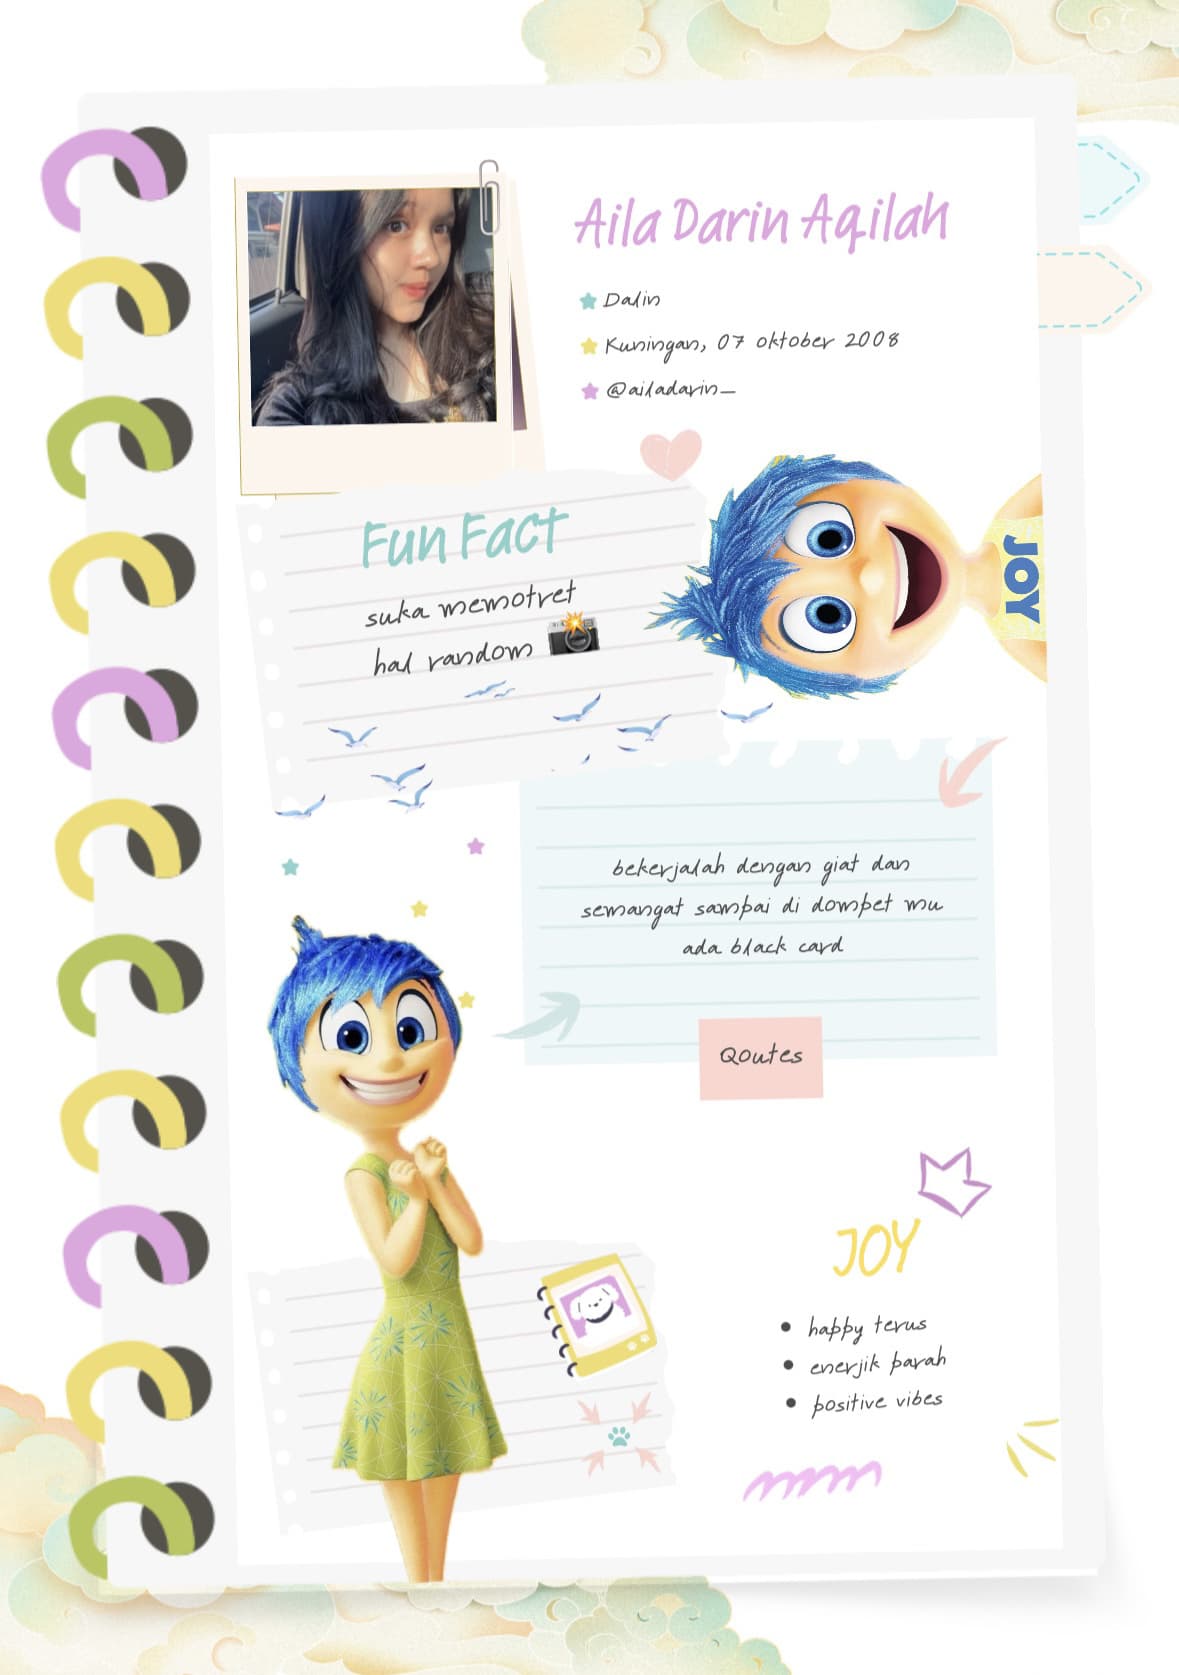 Aila Darin Aqilah
Dalin
Kuningan, 07 oktober 2008
@ailadarin_
Fun Fact
suka memotret
hal random
JOY
bekerjalah dengan giat dan
semangat sampai di dompet mu
ada black card
Qoutes
JOY
happy terus
enerjik parah
positive vibes